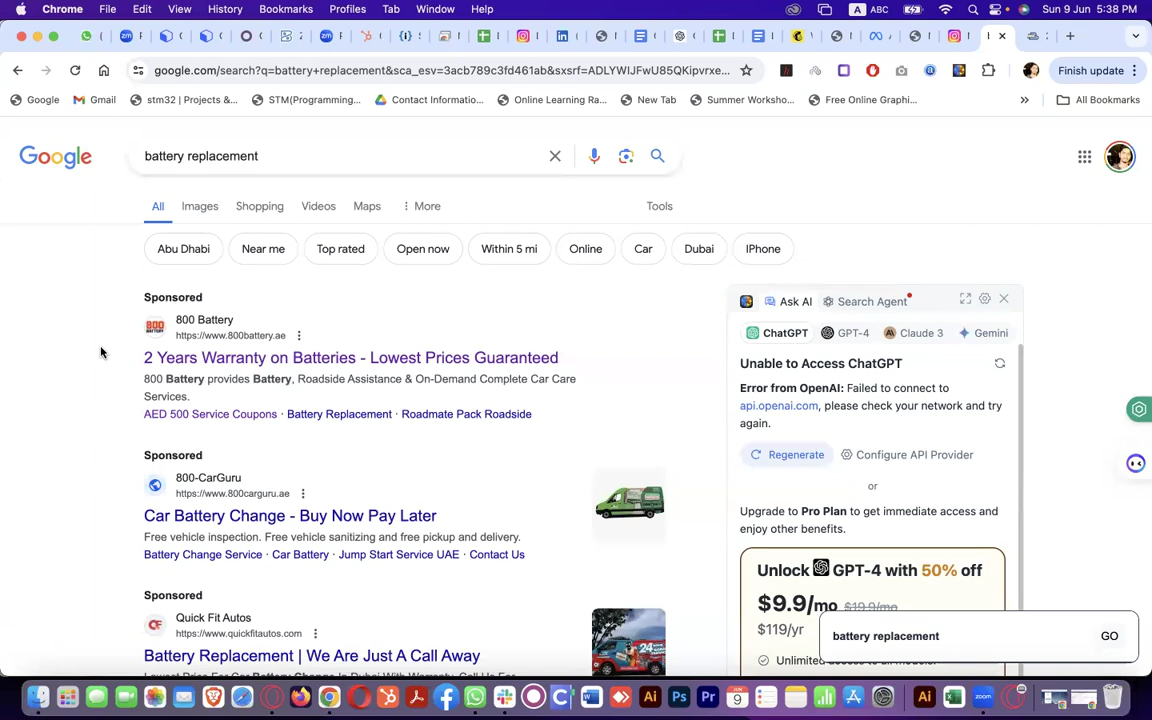 Chrome File Edit View History Bookmarks Profiles Tab Window Help A ABC Sun 9 Jun 5:38 PM
google.com/search?q=battery+replacement&sca_esv=3acb789c3fd461ab&sxsrf=ADLYWIJFwU85QKipvrxe... Finish update
Google Gmail stm32 | Projects &... STM(Programming... Contact Informatio... Online Learning Ra... New Tab Summer Worksho... Free Online Graphi... » All Bookmarks
Google battery replacement
All Images Shopping Videos Maps More Tools
Abu Dhabi Near me Top rated Open now Within 5 mi Online Car Dubai IPhone
Sponsored
800 Battery
https://www.800battery.ae
2 Years Warranty on Batteries - Lowest Prices Guaranteed
800 Battery provides Battery, Roadside Assistance & On-Demand Complete Car Care
Services.
AED 500 Service Coupons · Battery Replacement · Roadmate Pack Roadside
Sponsored
800-CarGuru
https://www.800carguru.ae
Car Battery Change - Buy Now Pay Later
Free vehicle inspection. Free vehicle sanitizing and free pickup and delivery.
Battery Change Service · Car Battery · Jump Start Service UAE · Contact Us
Sponsored
Quick Fit Autos
https://www.quickfitautos.com
Battery Replacement | We Are Just A Call Away
Ask AI Search Agent
ChatGPT GPT-4 Claude 3 Gemini
Unable to Access ChatGPT
Error from OpenAI: Failed to connect to
api.openai.com, please check your network and try
again.
Regenerate Configure API Provider
or
Upgrade to Pro Plan to get immediate access and
enjoy other benefits.
Unlock GPT-4 with 50% off
$9.9/mo $19.9/mo
$119/yr
battery replacement GO